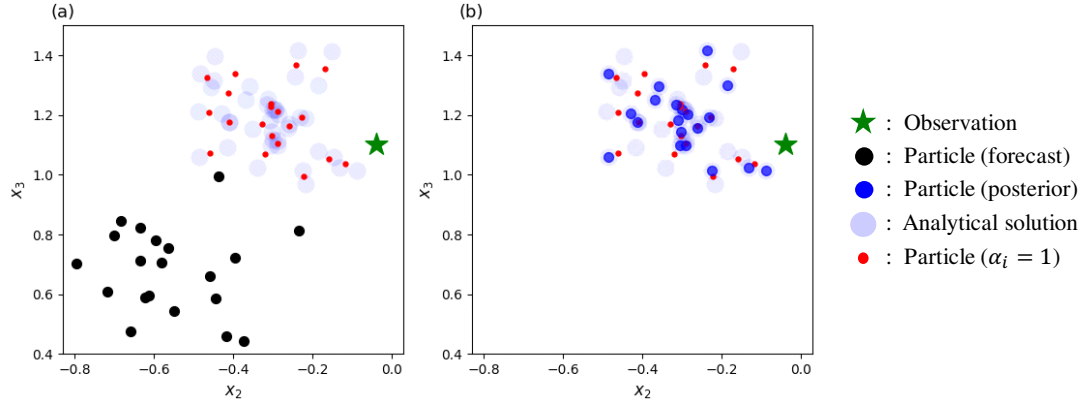 (a)
(b)
1.4
1.2
1.0
0.8
0.6
0.4
x₃
−0.8
−0.6
−0.4
−0.2
0.0
x₂
1.4
1.2
1.0
0.8
0.6
0.4
x₃
−0.8
−0.6
−0.4
−0.2
0.0
x₂
: Observation
: Particle (forecast)
: Particle (posterior)
: Analytical solution
: Particle (αᵢ = 1)